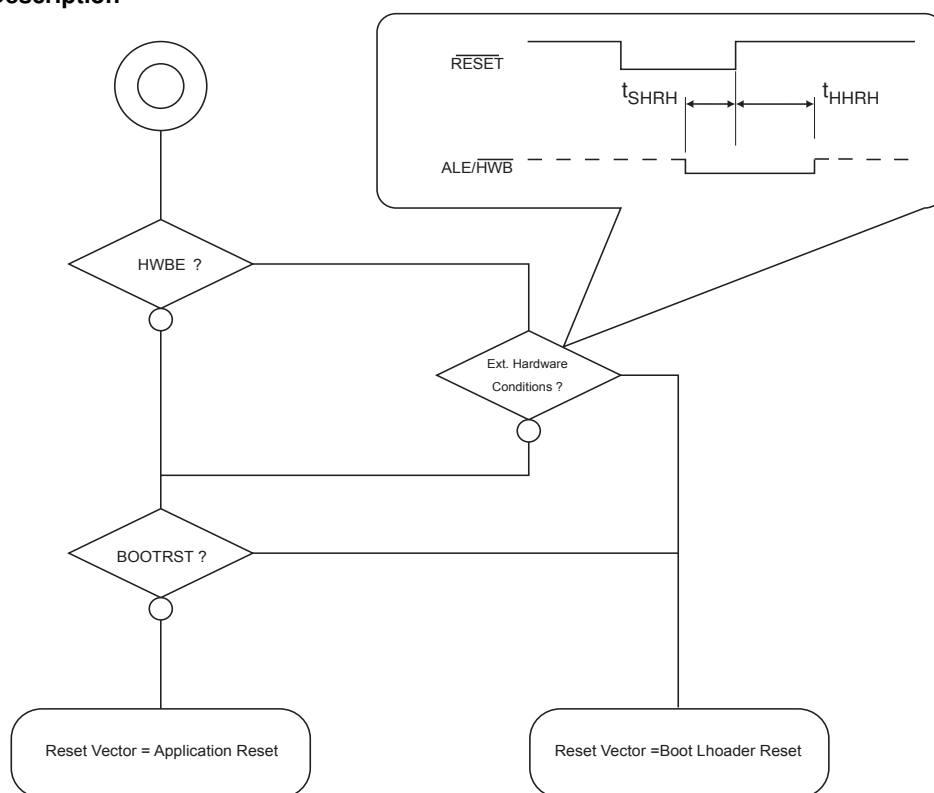 Description
RESET
tSHRH
tHHRH
ALE/HWB
HWBE ?
Ext. Hardware
Conditions ?
BOOTRST ?
Reset Vector = Application Reset
Reset Vector =Boot Lhoader Reset